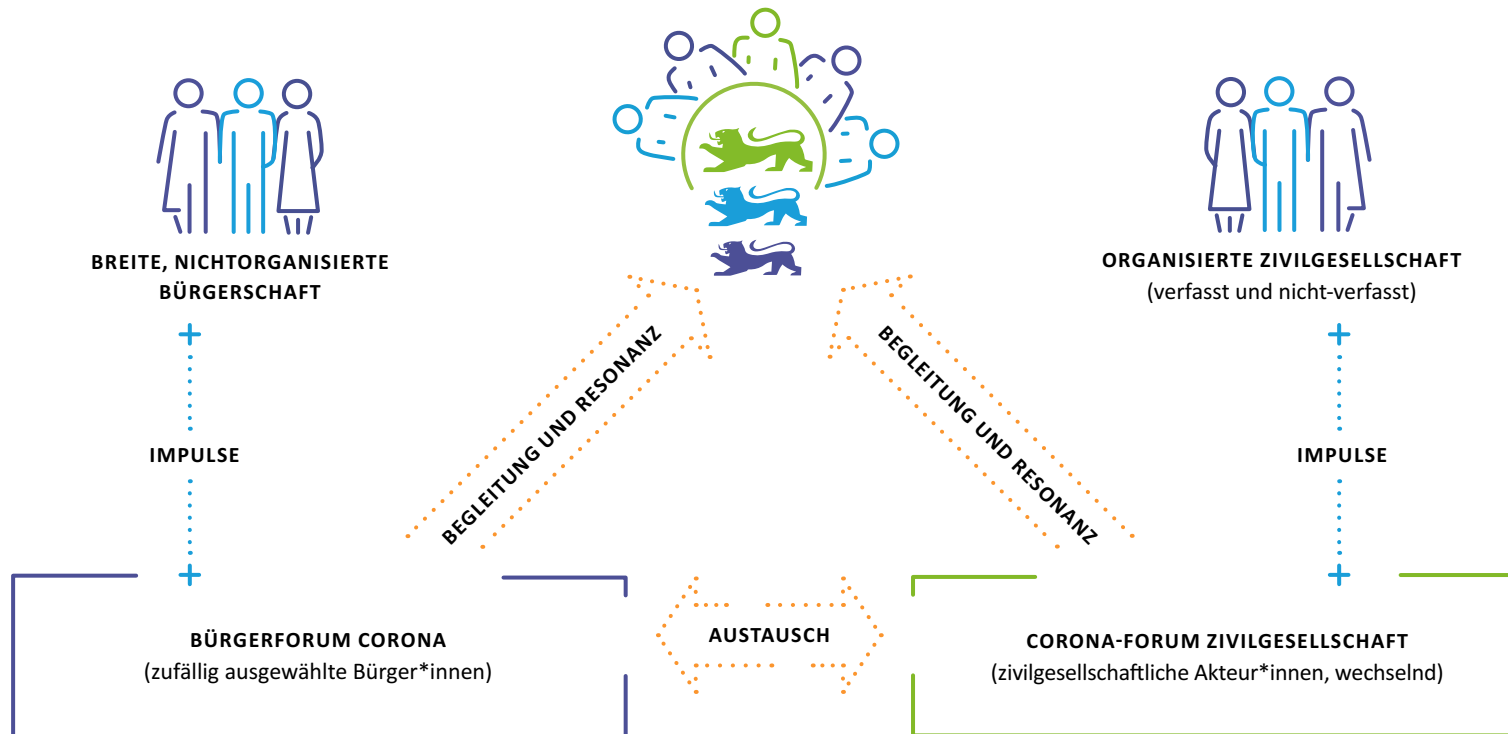 BREITE, NICHTORGANISIERTE
BÜRGERSCHAFT
ORGANISIERTE ZIVILGESELLSCHAFT
(verfasst und nicht-verfasst)
IMPULSE
BEGLEITUNG UND RESONANZ
BEGLEITUNG UND RESONANZ
IMPULSE
BÜRGERFORUM CORONA
(zufällig ausgewählte Bürger*innen)
AUSTAUSCH
CORONA-FORUM ZIVILGESELLSCHAFT
(zivilgesellschaftliche Akteur*innen, wechselnd)